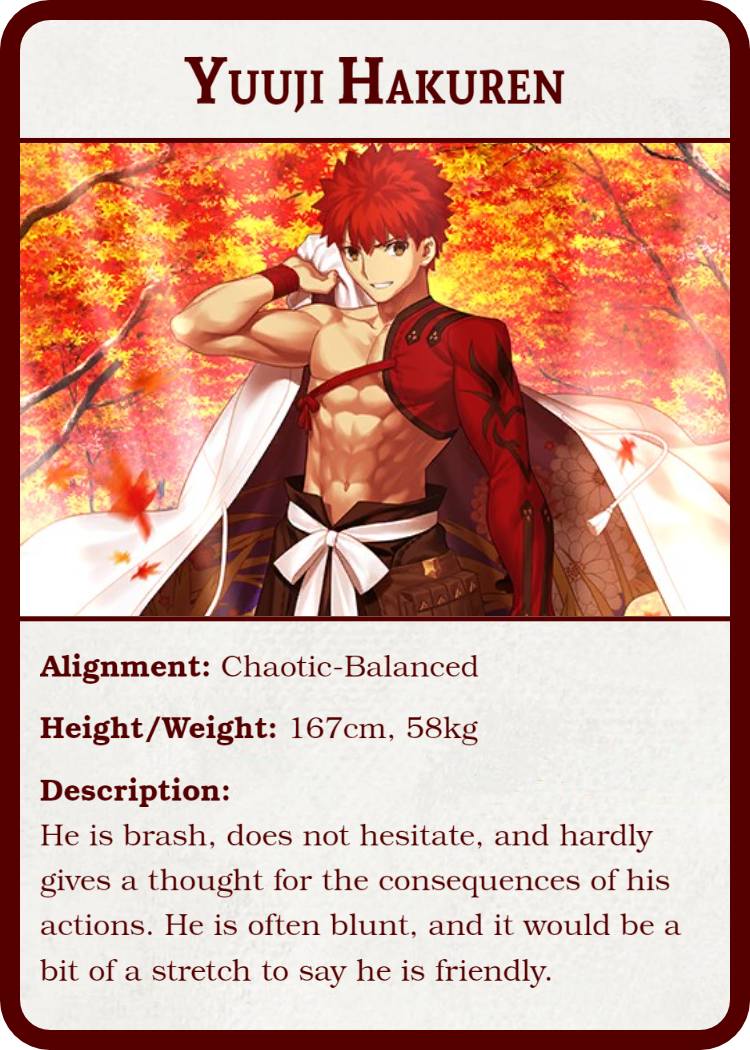 Yuuji Hakuren
Alignment: Chaotic-Balanced
Height/Weight: 167cm, 58kg
Description:
He is brash, does not hesitate, and hardly
gives a thought for the consequences of his
actions. He is often blunt, and it would be a
bit of a stretch to say he is friendly.